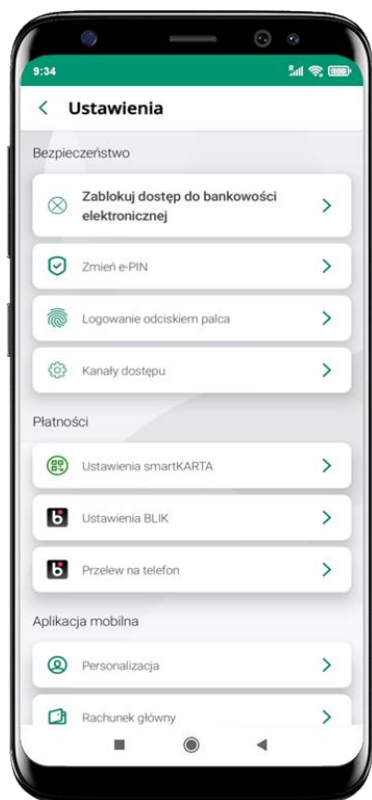 9:34
Ustawienia
Bezpieczeństwo
Zablokuj dostęp do bankowości
elektronicznej
Zmień e-PIN
Logowanie odciskiem palca
Kanały dostępu
Płatności
Ustawienia smartKARTA
Ustawienia BLIK
Przelew na telefon
Aplikacja mobilna
Personalizacja
Rachunek główny